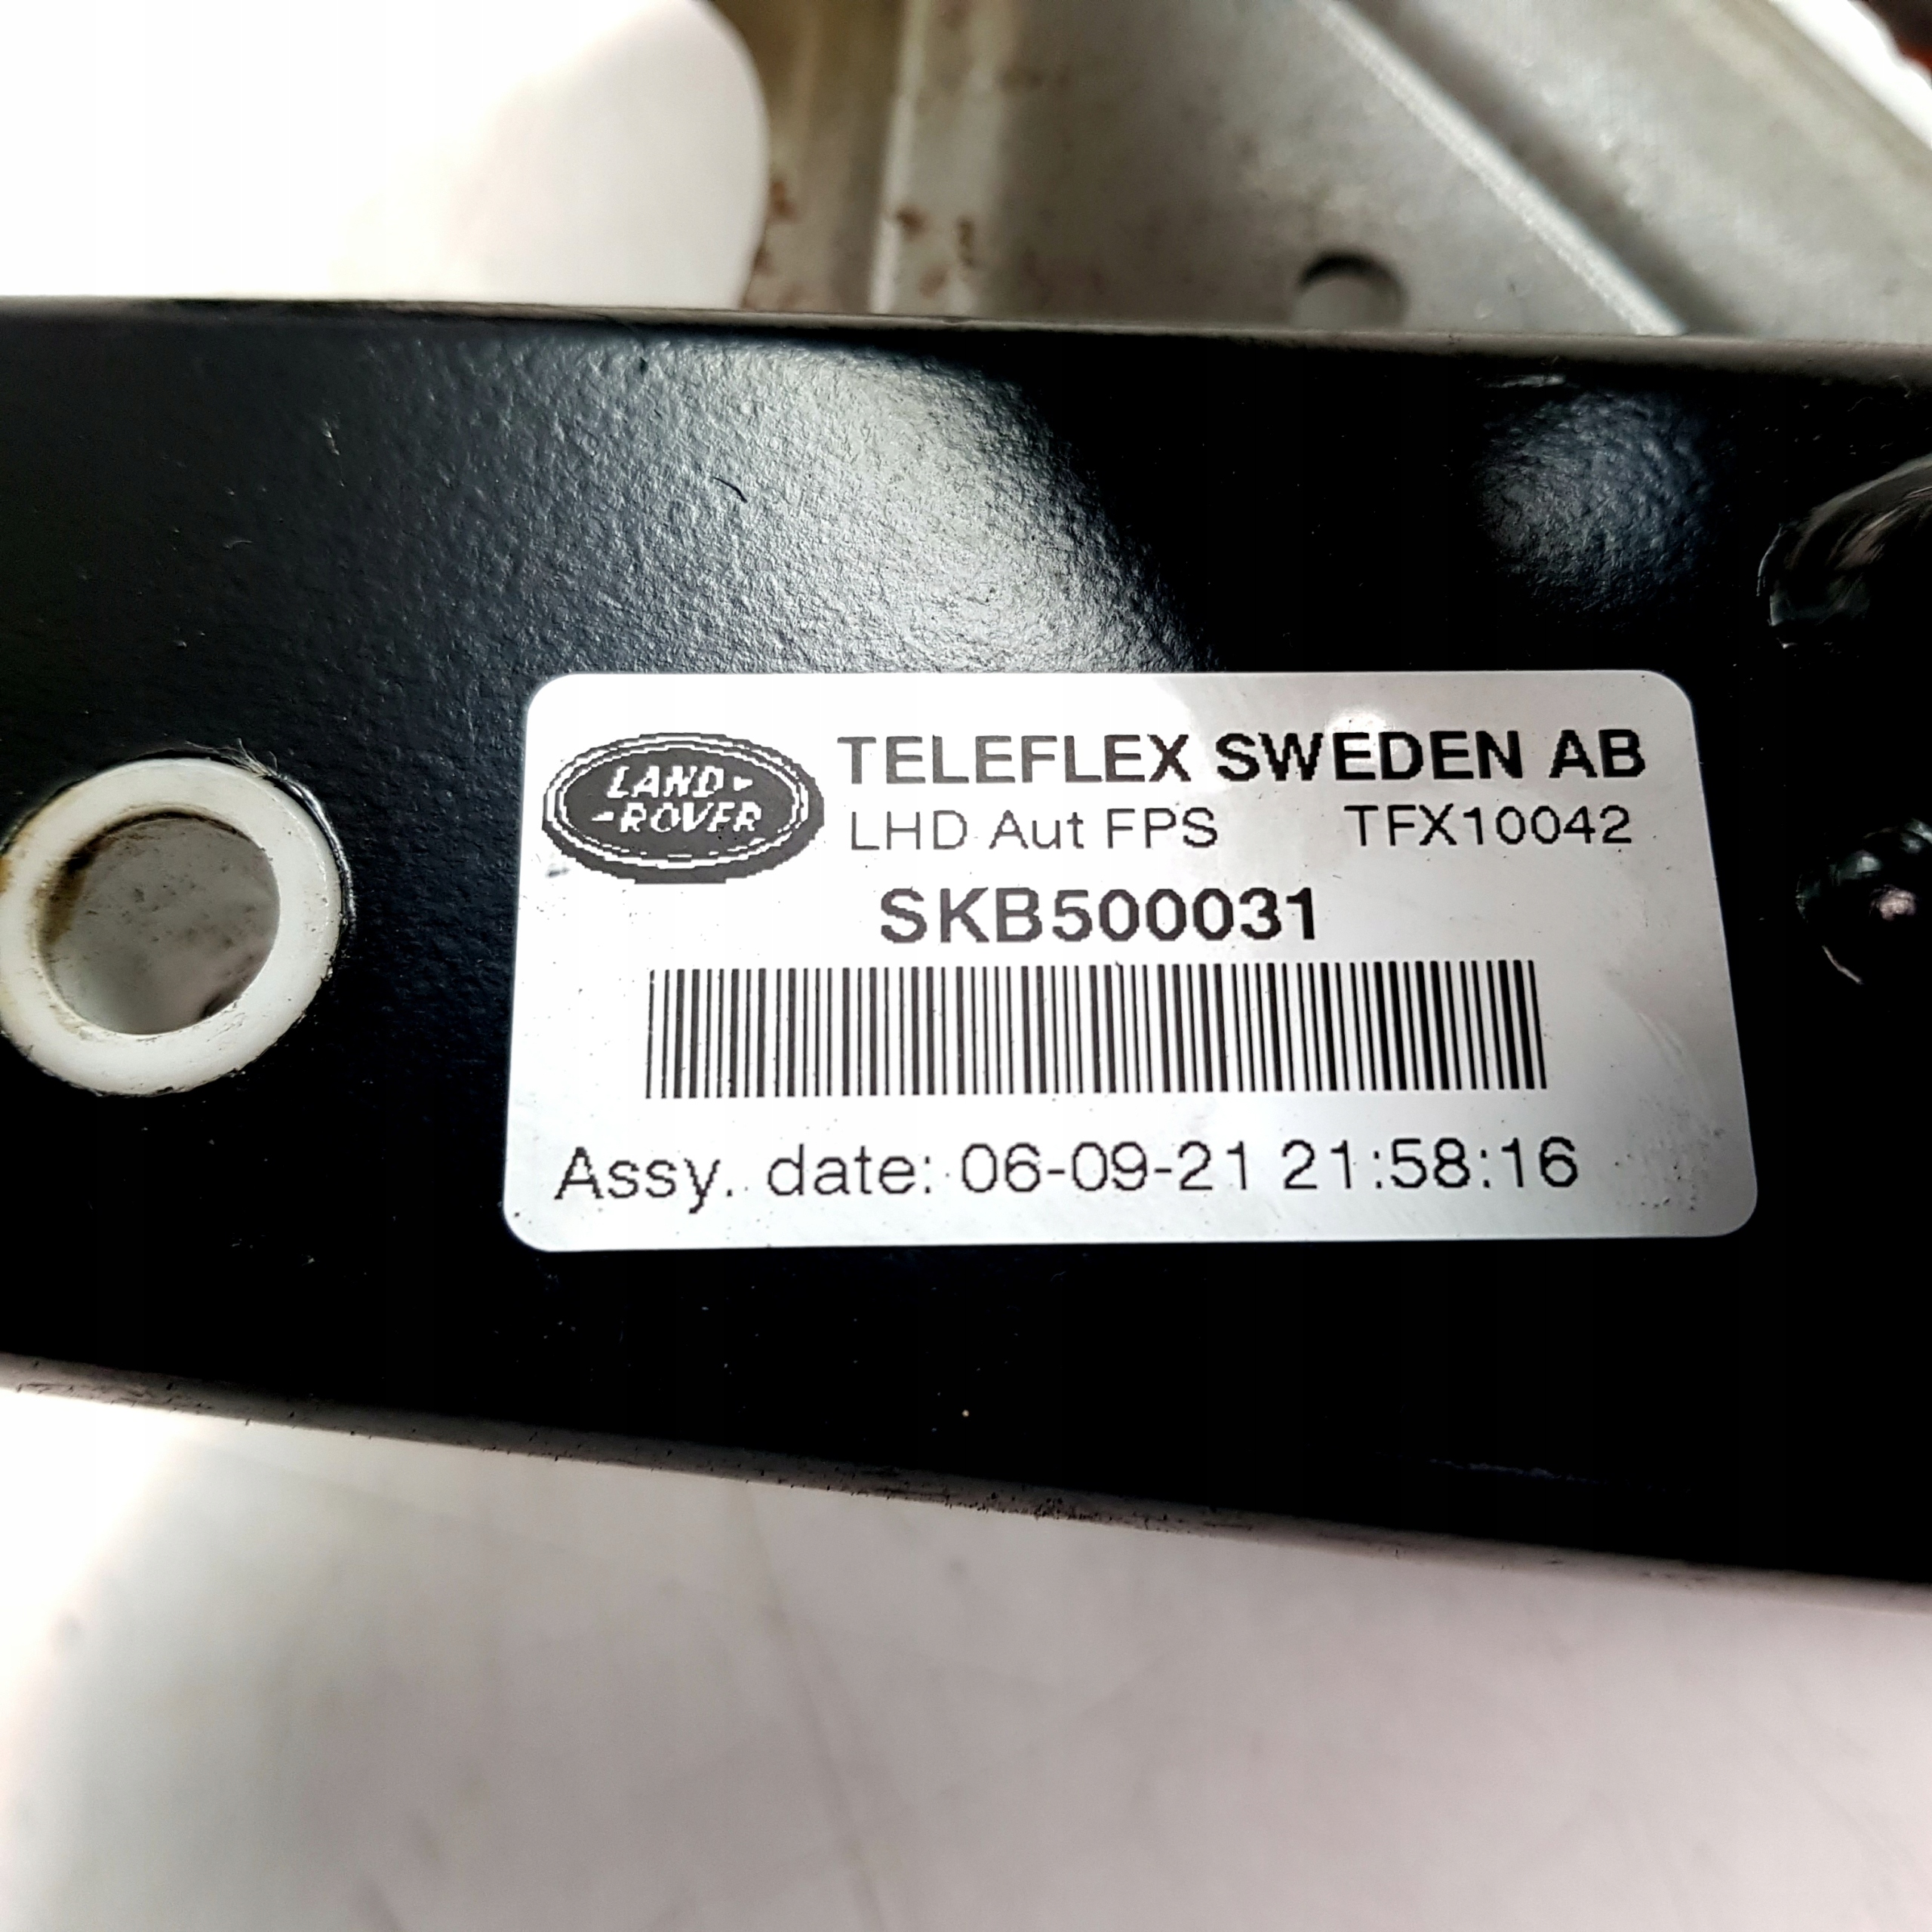 LAND
-ROVER
TELEFLEX SWEDEN AB
LHD Aut FPS TFX10042
SKB500031
Assy. date: 06-09-21 21:58:16